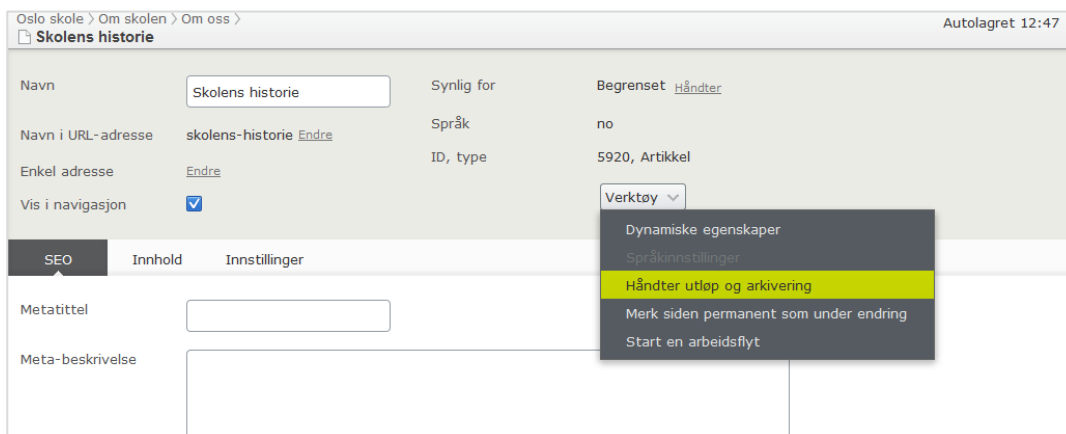 Oslo skole > Om skolen > Om oss >
Skolens historie
Autolagret 12:47
Navn
Skolens historie
Synlig for
Begrenset Håndter
Navn i URL-adresse
skolens-historie Endre
Språk
no
Enkel adresse
Endre
ID, type
5920, Artikkel
Vis i navigasjon
Verktøy
Dynamiske egenskaper
Språkinnstillinger
Håndter utløp og arkivering
Merk siden permanent som under endring
Start en arbeidsflyt
SEO
Innhold
Innstillinger
Metatittel
Meta-beskrivelse